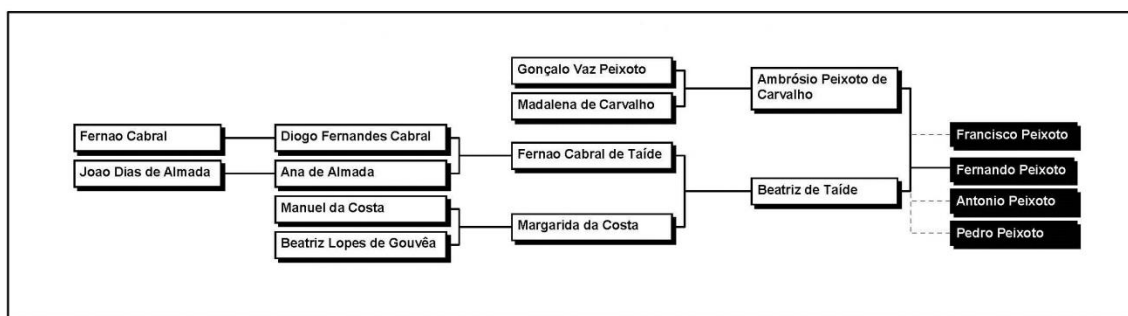 Gonçalo Vaz Peixoto
Madalena de Carvalho
Ambrósio Peixoto de
Carvalho
Fernao Cabral
Diogo Fernandes Cabral
Joao Dias de Almada
Ana de Almada
Fernao Cabral de Taíde
Manuel da Costa
Beatriz Lopes de Gouvêa
Margarida da Costa
Beatriz de Taíde
Francisco Peixoto
Fernando Peixoto
Antonio Peixoto
Pedro Peixoto